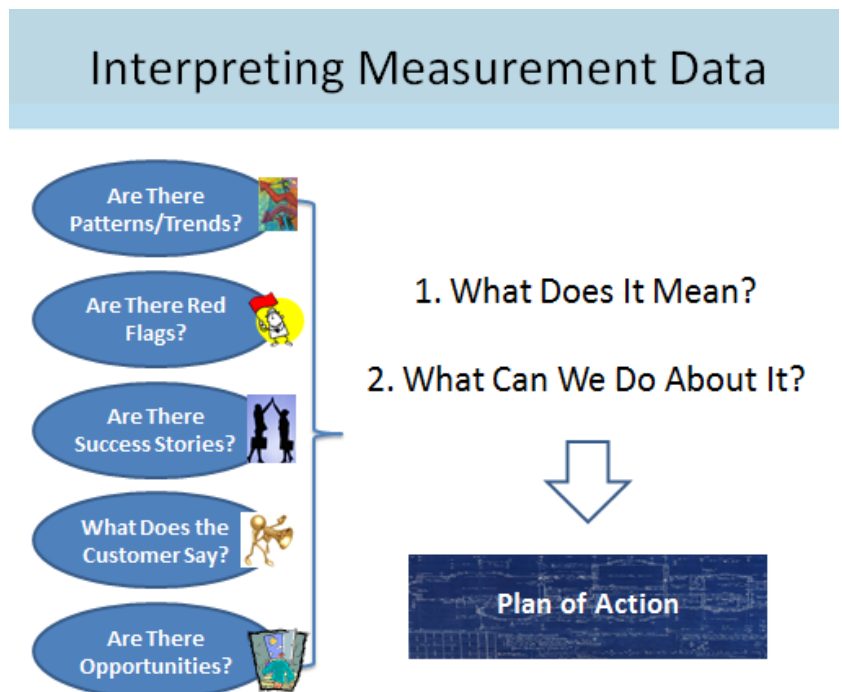 Interpreting Measurement Data
Are There
Patterns/Trends?
Are There Red
Flags?
Are There
Success Stories?
What Does the
Customer Say?
Are There
Opportunities?
1. What Does It Mean?
2. What Can We Do About It?
Plan of Action